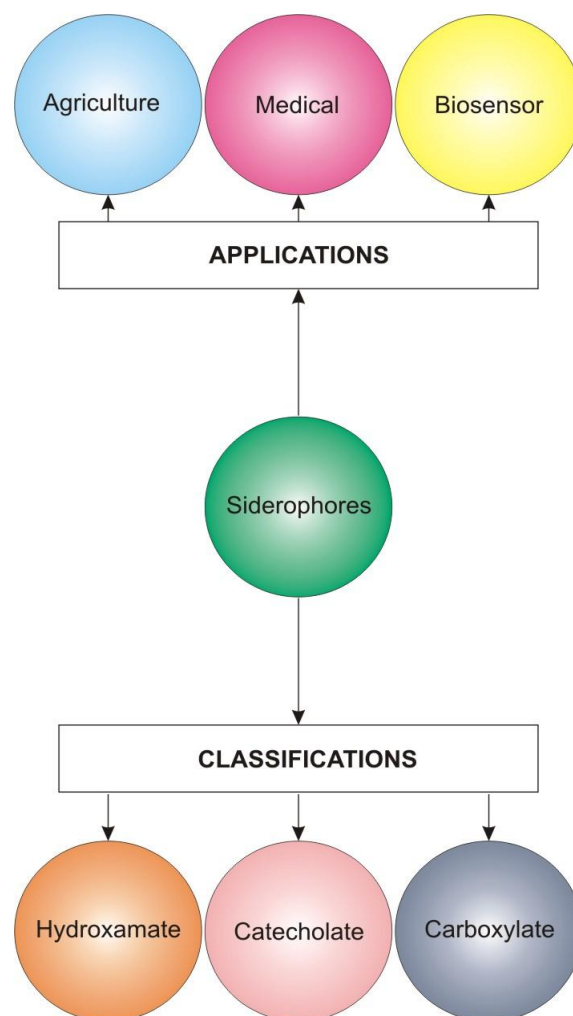 Agriculture
Medical
Biosensor
APPLICATIONS
Siderophores
CLASSIFICATIONS
Hydroxamate
Catecholate
Carboxylate